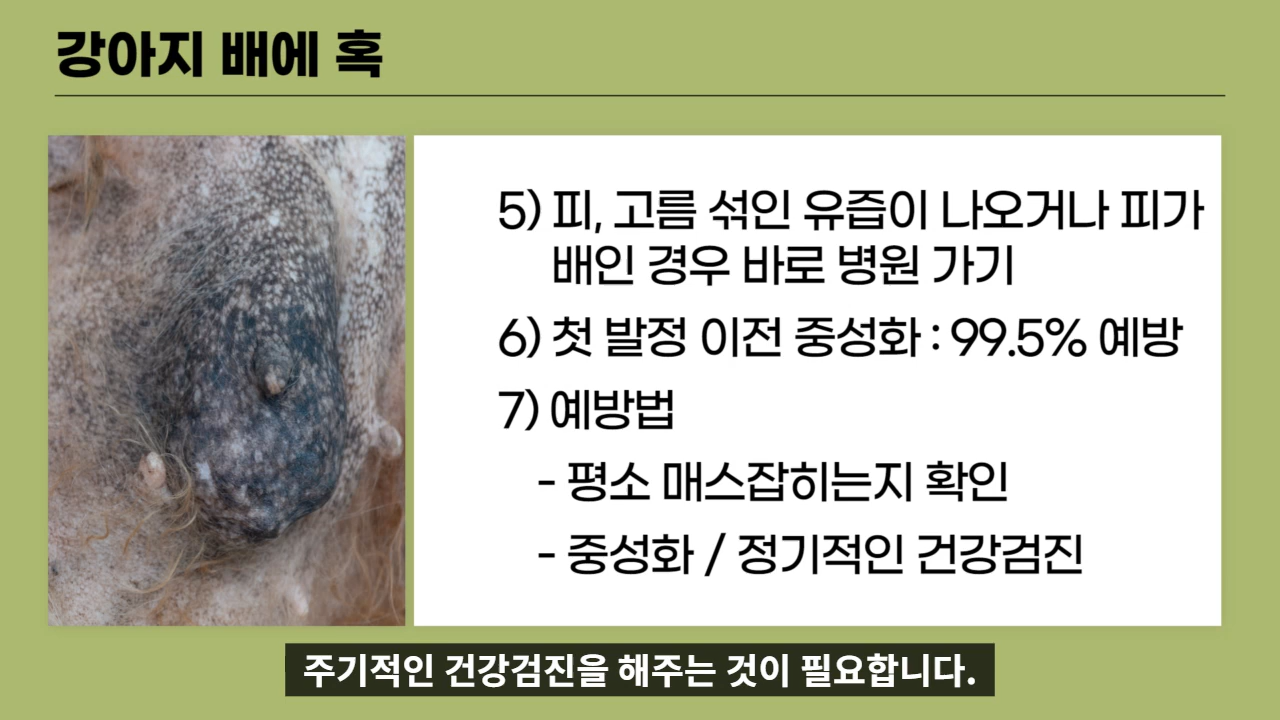 강아지 배에 혹
5) 피, 고름 섞인 유즙이 나오거나 피가
배인 경우 바로 병원 가기
6) 첫 발정 이전 중성화 : 99.5% 예방
7) 예방법
- 평소 매스잡히는지 확인
- 중성화 / 정기적인 건강검진
주기적인 건강검진을 해주는 것이 필요합니다.